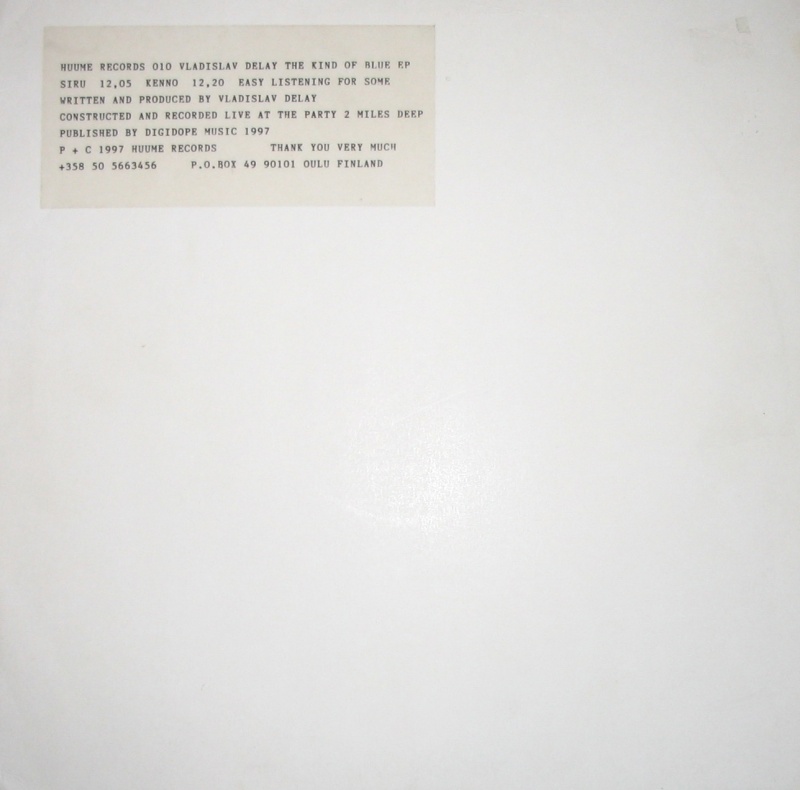 HUUME RECORDS 010 VLADISLAV DELAY THE KIND OF BLUE EP
SIRU 12,05 KENNO 12,20 EASY LISTENING FOR SOME
WRITTEN AND PRODUCED BY VLADISLAV DELAY
CONSTRUCTED AND RECORDED LIVE AT THE PARTY 2 MILES DEEP
PUBLISHED BY DIGIDOPE MUSIC 1997
P + C 1997 HUUME RECORDS THANK YOU VERY MUCH
+358 50 5663456 P.O.BOX 49 90101 OULU FINLAND